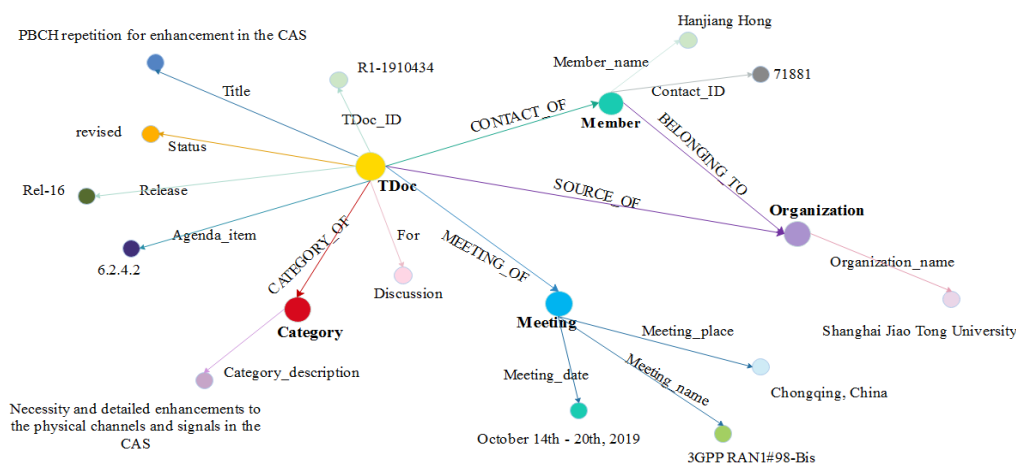 Hanjiang Hong
PBCH repetition for enhancement in the CAS
Member_name
R1-1910434
71881
Title
Contact_ID
TDoc_ID
CONTACT_OF
Member
revised
Status
BELONGING_TO
TDoc
Rel-16
Release
SOURCE_OF
Organization
Agenda_item
For
CATEGORY_OF
MEETING_OF
6.2.4.2
Organization_name
Discussion
Category
Meeting
Meeting_place
Shanghai Jiao Tong University
Category_description
Meeting_date
Meeting_name
Chongqing, China
Necessity and detailed enhancements to
the physical channels and signals in the
CAS
October 14th - 20th, 2019
3GPP RAN1#98-Bis